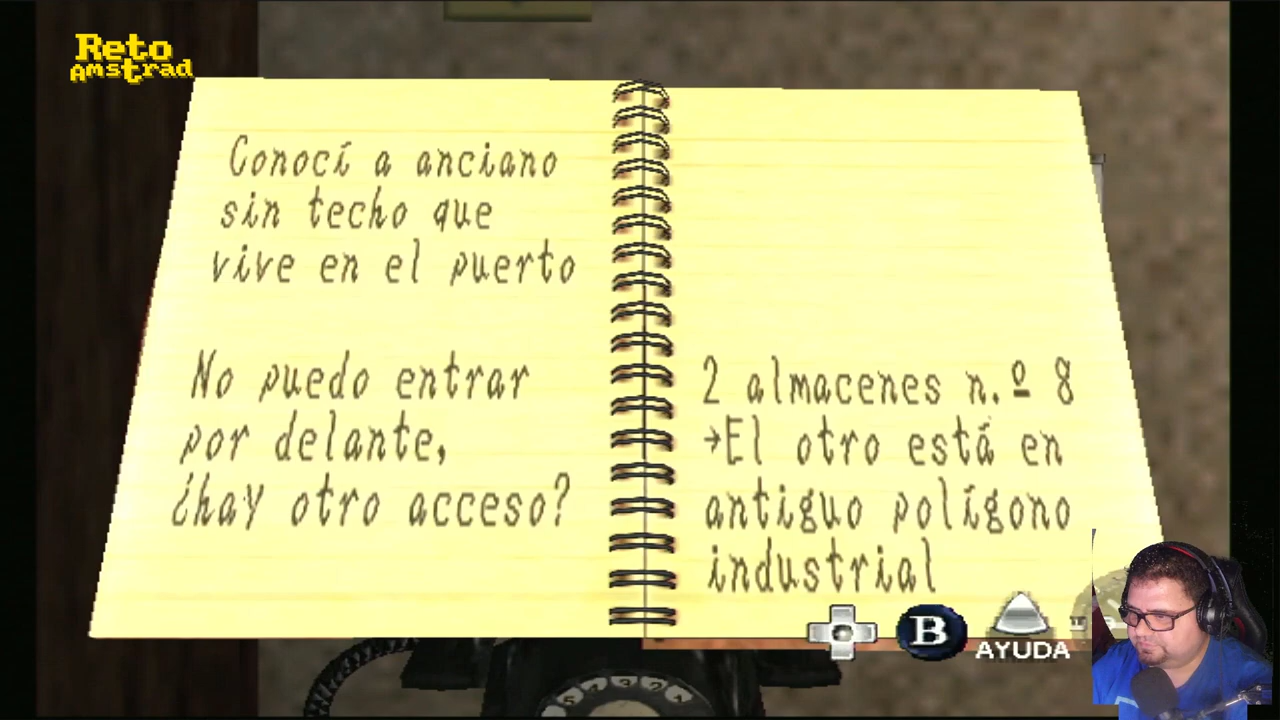 Reto
Amstrad
Conocí a anciano
sin techo que
vive en el puerto
No puedo entrar
por delante,
¿hay otro acceso?
2 almacenes n.º 8
→El otro está en
antiguo polígono
industrial
B
AYUDA